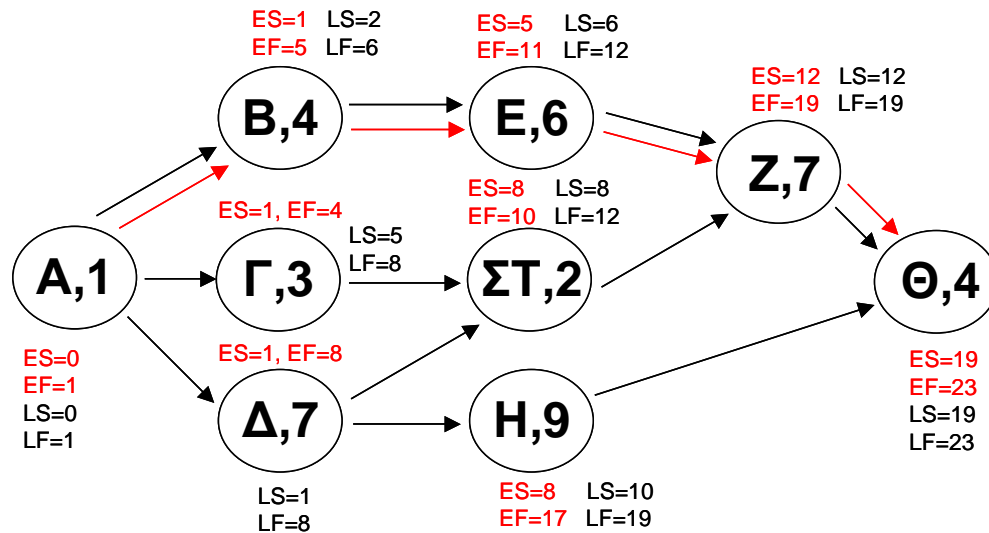 ES=1 LS=2
EF=5 LF=6
Β,4
ES=5 LS=6
EF=11 LF=12
Ε,6
ES=12 LS=12
EF=19 LF=19
Ζ,7
Α,1
ES=0
EF=1
LS=0
LF=1
ES=1, EF=4
Γ,3
LS=5
LF=8
ES=8 LS=8
EF=10 LF=12
ΣΤ,2
Θ,4
ES=19
EF=23
LS=19
LF=23
ES=1, EF=8
Δ,7
LS=1
LF=8
Η,9
ES=8 LS=10
EF=17 LF=19